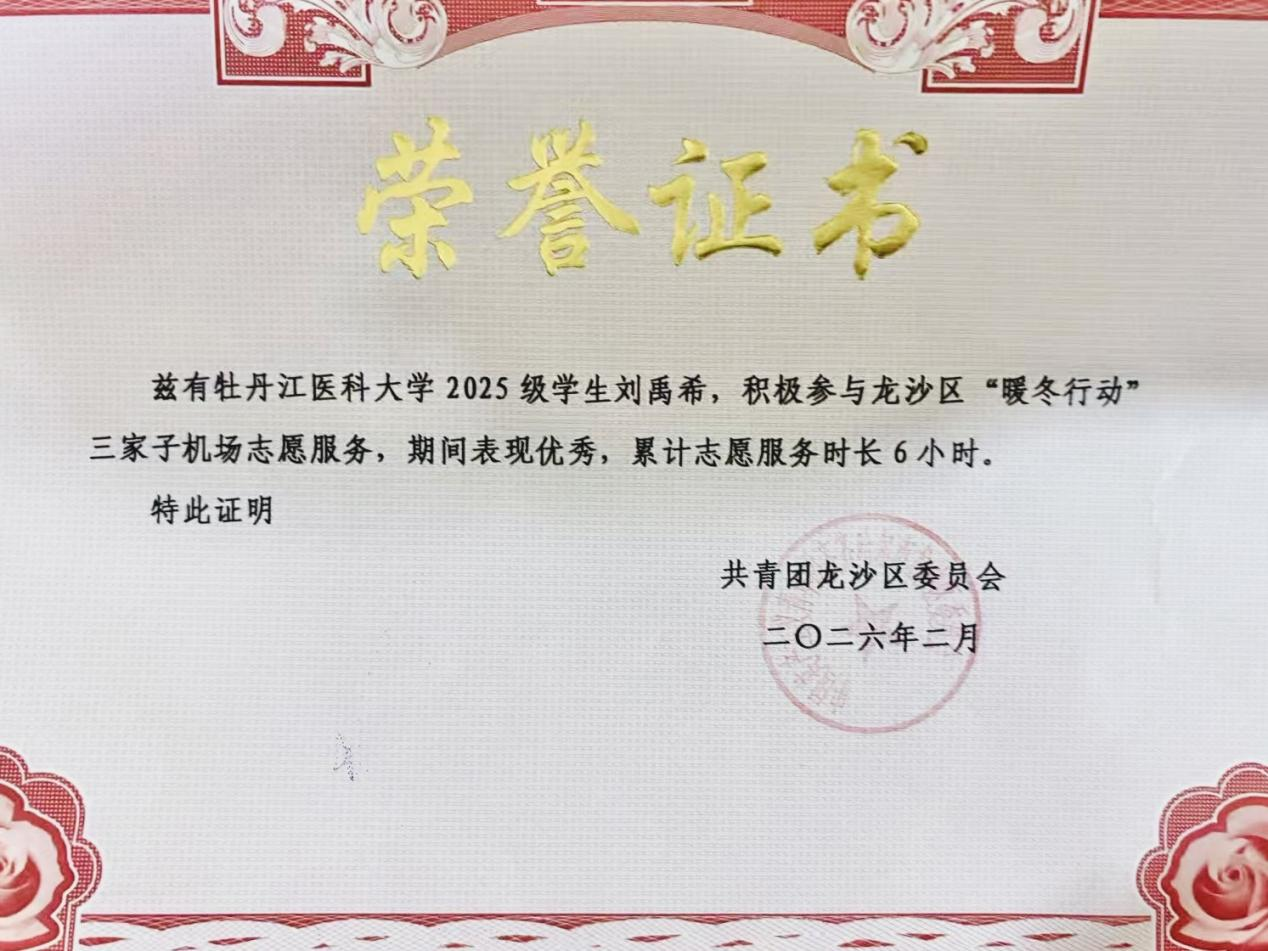 荣誉证书
兹有牡丹江医科大学 2025 级学生刘禹希，积极参与龙沙区“暖冬行动”
三家子机场志愿服务，期间表现优秀，累计志愿服务时长 6 小时。
特此证明
共青团龙沙区委员会
二〇二六年二月